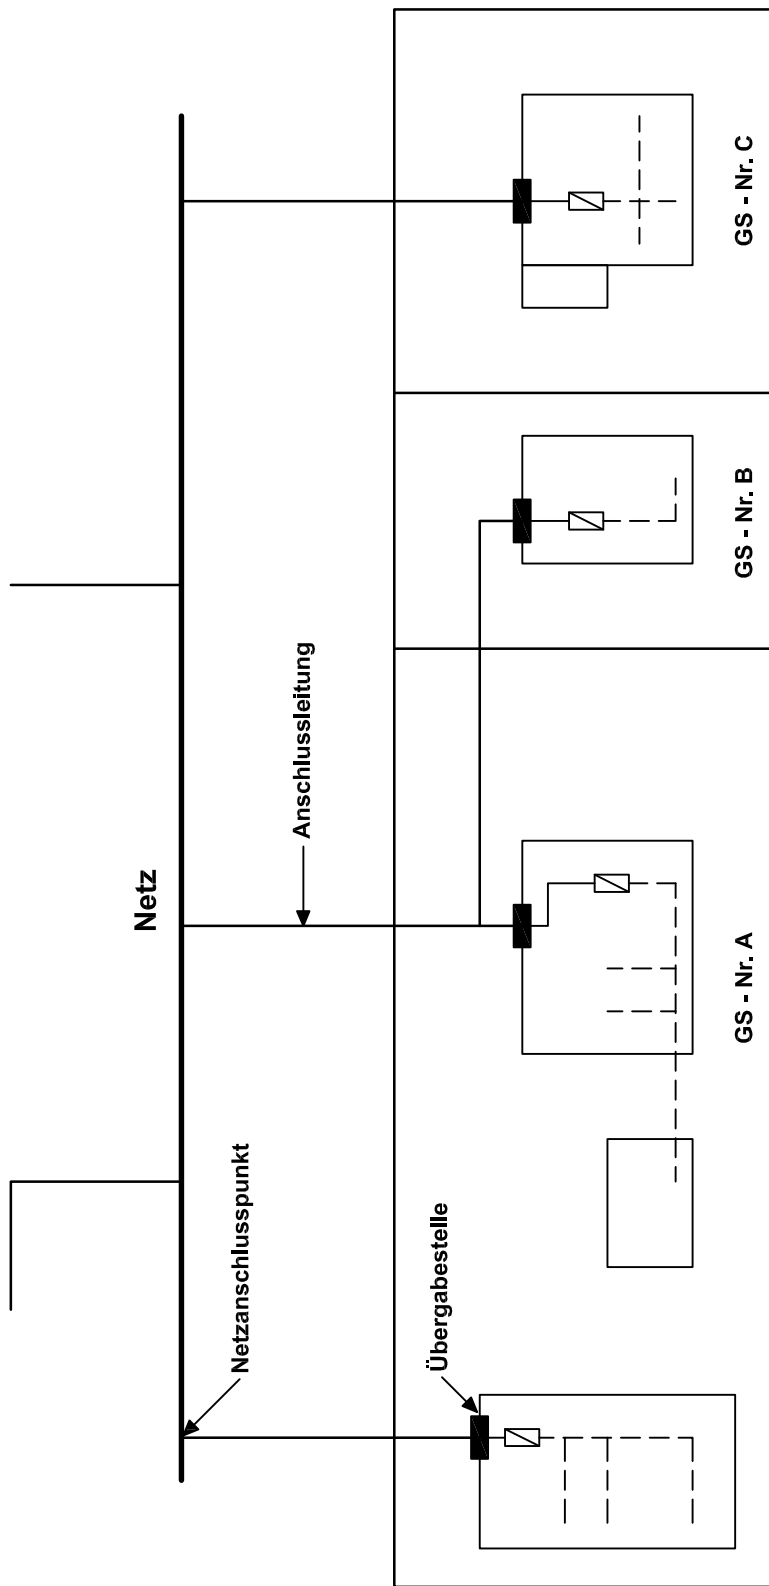 Netz
Netzanschlusspunkt
Anschlussleitung
Übergabestelle
GS - Nr. A
GS - Nr. B
GS - Nr. C